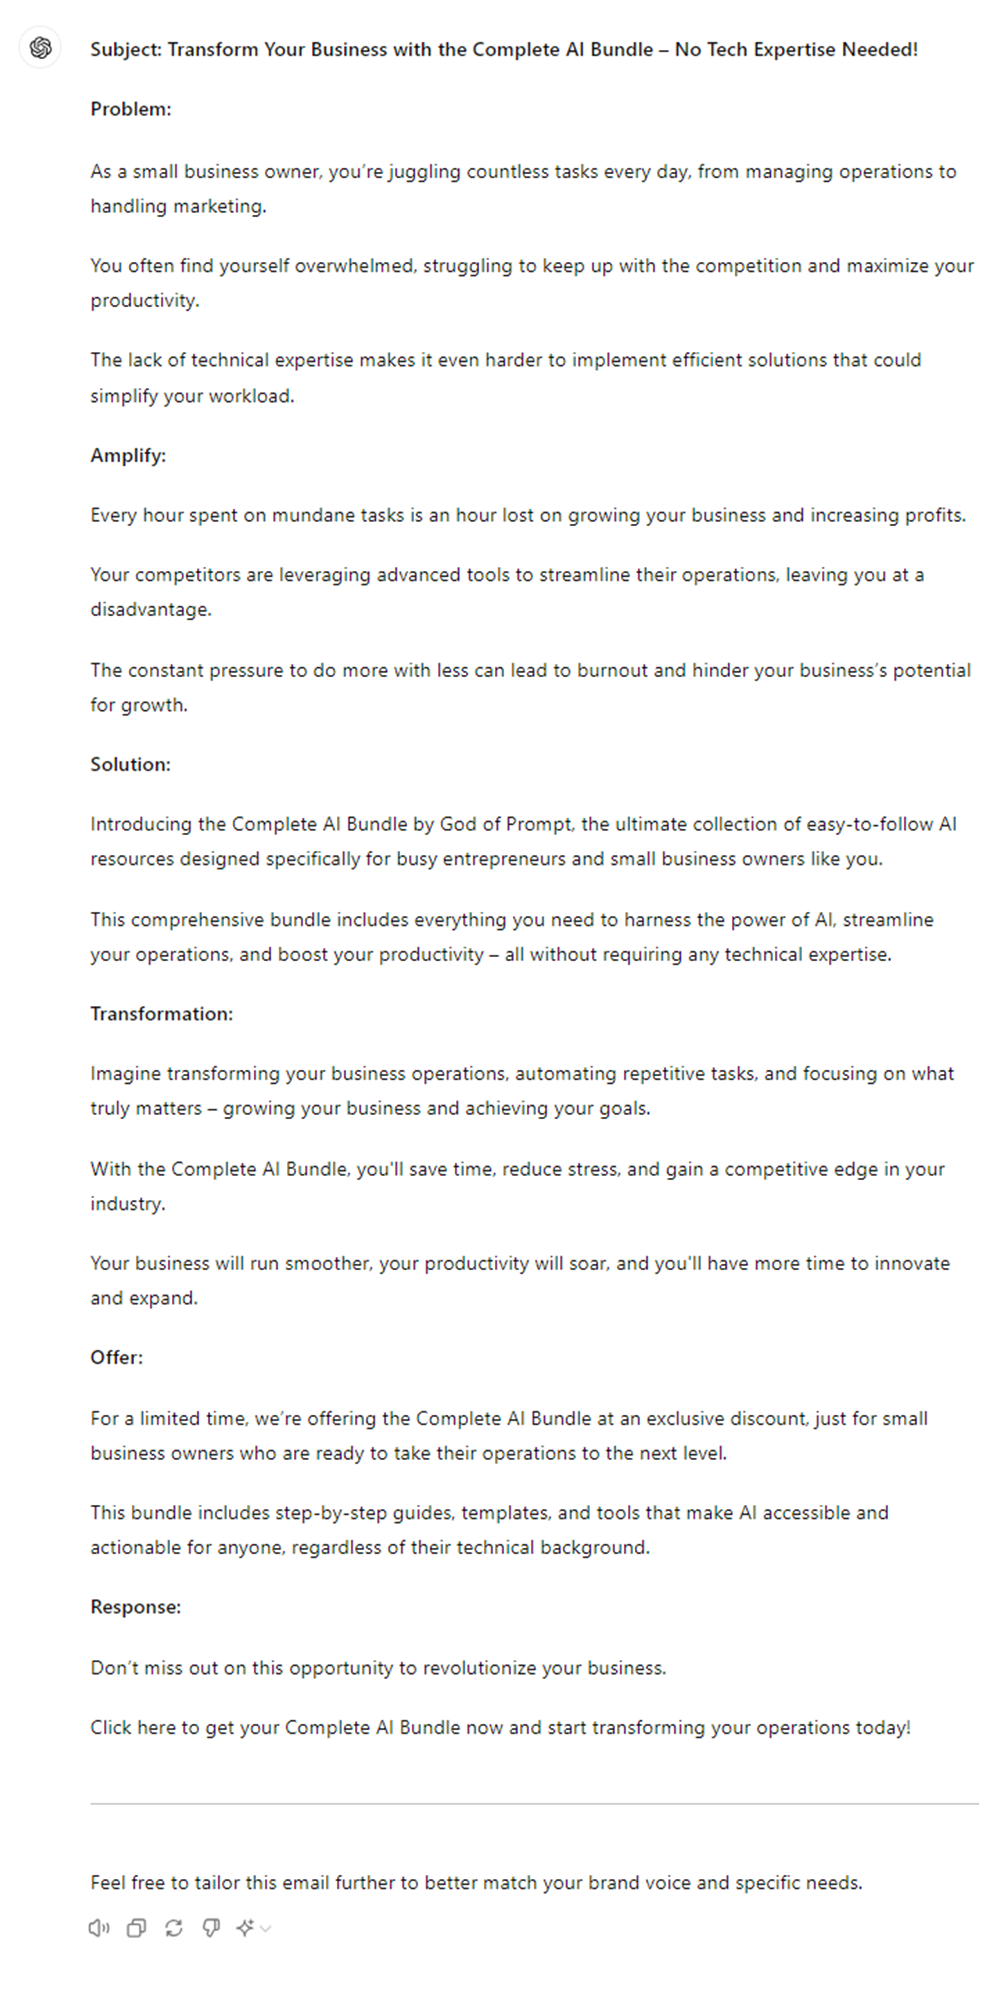 Subject: Transform Your Business with the Complete AI Bundle – No Tech Expertise Needed!
Problem:
As a small business owner, you’re juggling countless tasks every day, from managing operations to
handling marketing.
You often find yourself overwhelmed, struggling to keep up with the competition and maximize your
productivity.
The lack of technical expertise makes it even harder to implement efficient solutions that could
simplify your workload.
Amplify:
Every hour spent on mundane tasks is an hour lost on growing your business and increasing profits.
Your competitors are leveraging advanced tools to streamline their operations, leaving you at a
disadvantage.
The constant pressure to do more with less can lead to burnout and hinder your business’s potential
for growth.
Solution:
Introducing the Complete AI Bundle by God of Prompt, the ultimate collection of easy-to-follow AI
resources designed specifically for busy entrepreneurs and small business owners like you.
This comprehensive bundle includes everything you need to harness the power of AI, streamline
your operations, and boost your productivity – all without requiring any technical expertise.
Transformation:
Imagine transforming your business operations, automating repetitive tasks, and focusing on what
truly matters – growing your business and achieving your goals.
With the Complete AI Bundle, you'll save time, reduce stress, and gain a competitive edge in your
industry.
Your business will run smoother, your productivity will soar, and you'll have more time to innovate
and expand.
Offer:
For a limited time, we’re offering the Complete AI Bundle at an exclusive discount, just for small
business owners who are ready to take their operations to the next level.
This bundle includes step-by-step guides, templates, and tools that make AI accessible and
actionable for anyone, regardless of their technical background.
Response:
Don’t miss out on this opportunity to revolutionize your business.
Click here to get your Complete AI Bundle now and start transforming your operations today!
Feel free to tailor this email further to better match your brand voice and specific needs.